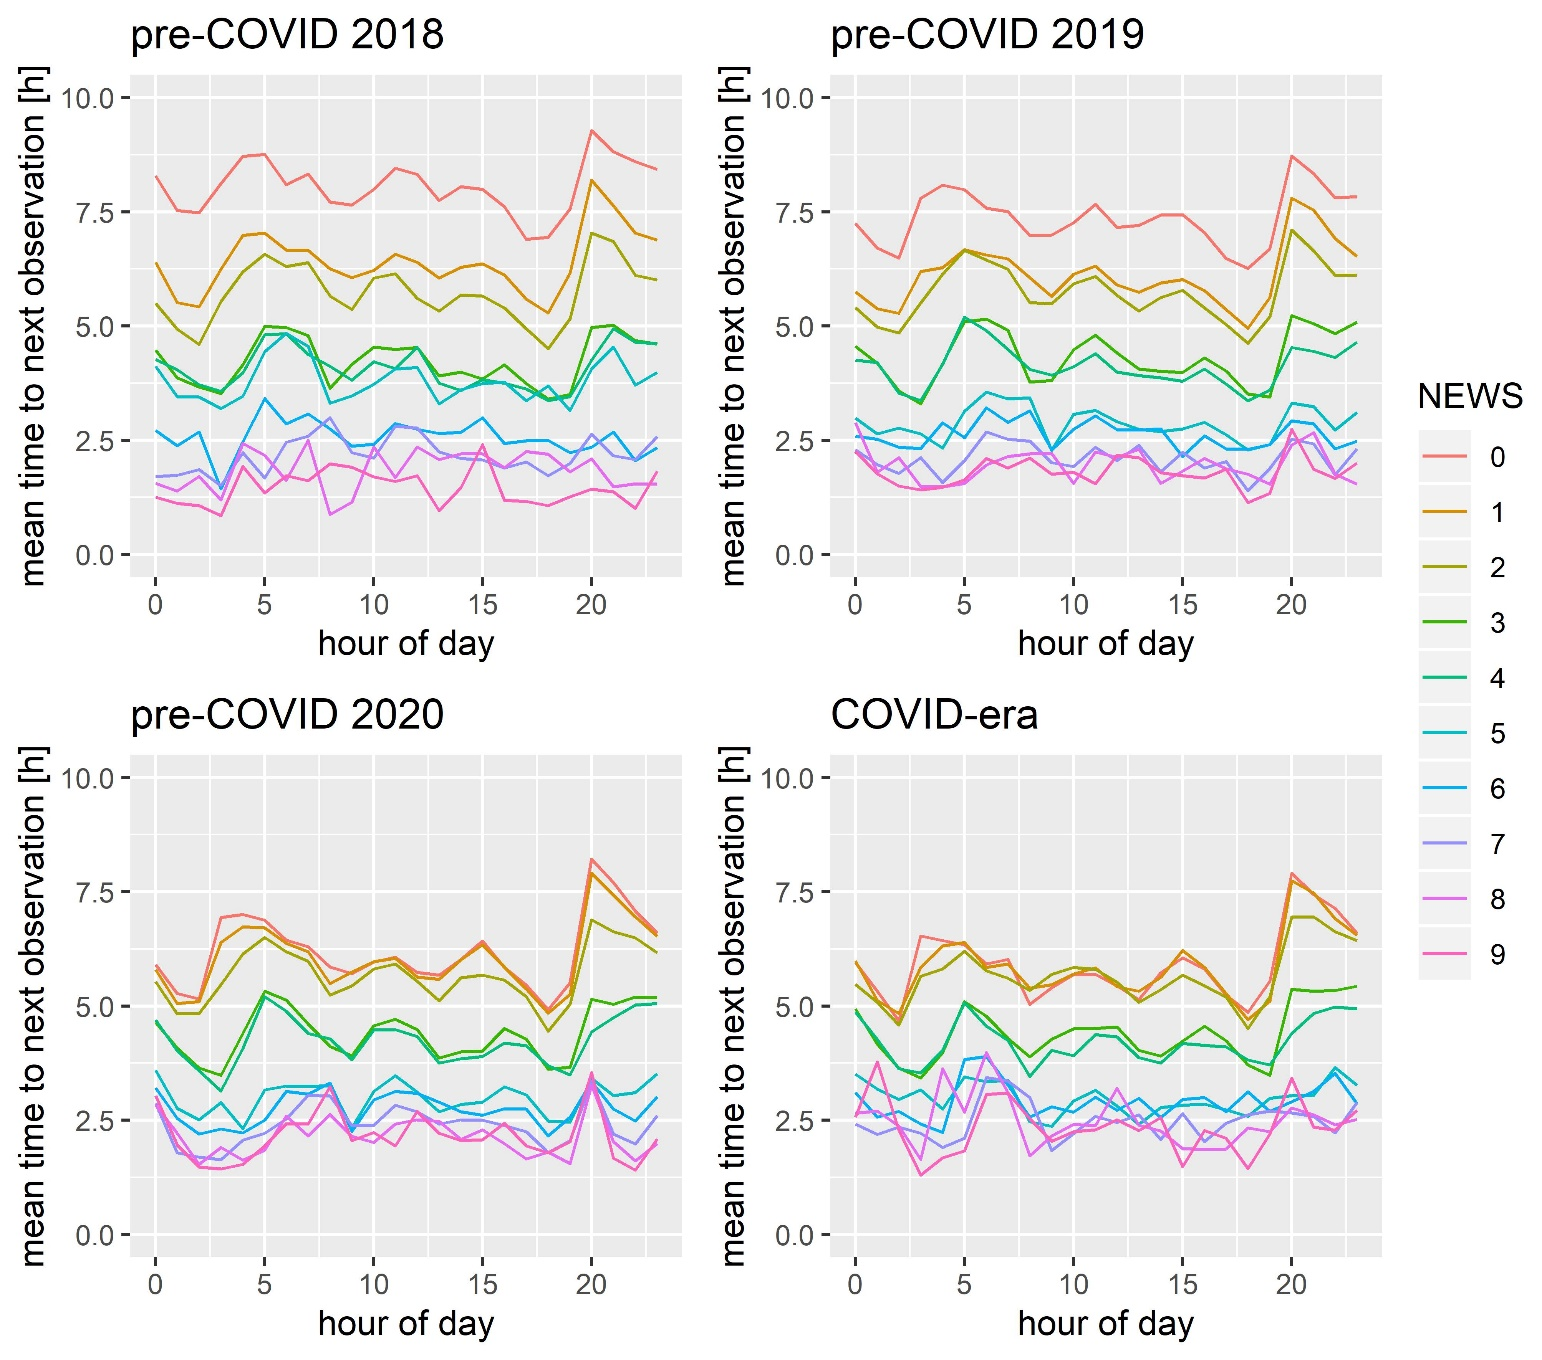 pre-COVID 2018
mean time to next observation [h]
10.0
7.5
5.0
2.5
0.0
0 5 10 15 20
hour of day
pre-COVID 2019
mean time to next observation [h]
10.0
7.5
5.0
2.5
0.0
0 5 10 15 20
hour of day
pre-COVID 2020
mean time to next observation [h]
10.0
7.5
5.0
2.5
0.0
0 5 10 15 20
hour of day
COVID-era
mean time to next observation [h]
10.0
7.5
5.0
2.5
0.0
0 5 10 15 20
hour of day
NEWS
0
1
2
3
4
5
6
7
8
9